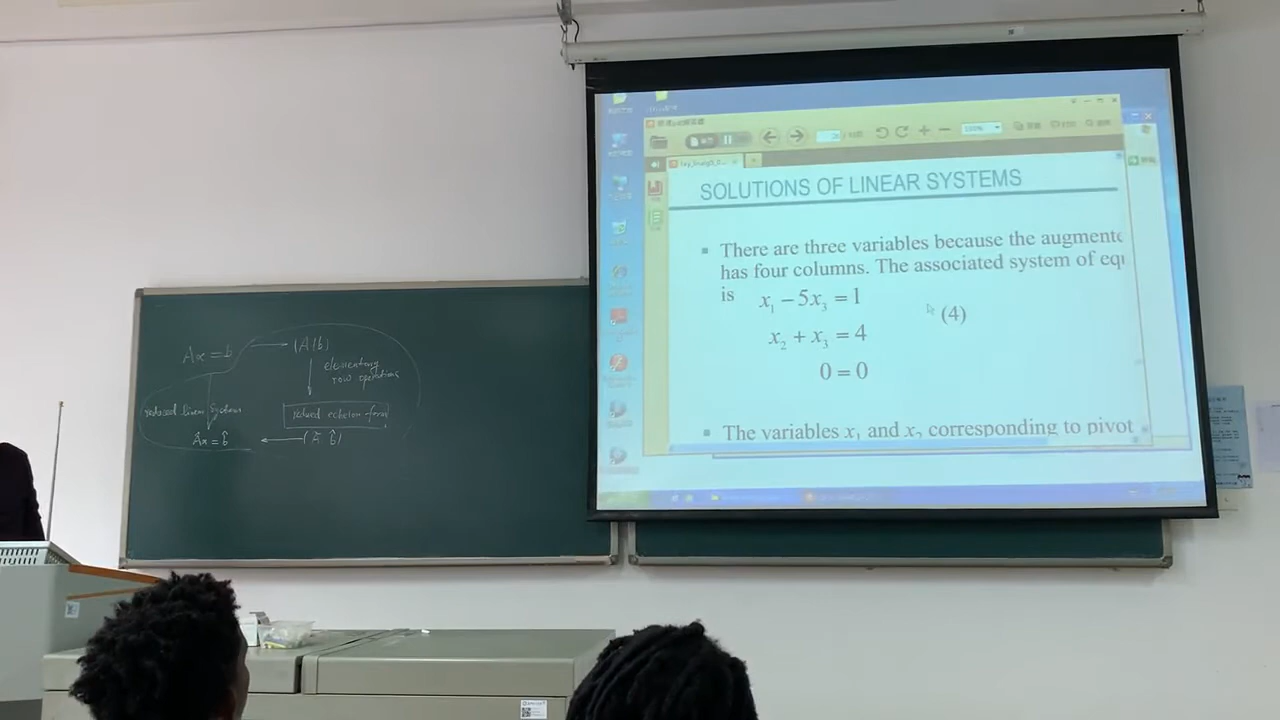 Ax = b
(A|b)
elementary
row operations
reduced linear systems
reduced echelon-form
Âx = b̂
(Â b̂)
100%
SOLUTIONS OF LINEAR SYSTEMS
▪ There are three variables because the augmente
has four columns. The associated system of equ
is x₁ − 5x₃ = 1
(4)
x₂ + x₃ = 4
0 = 0
▪ The variables x₁ and x₂ corresponding to pivot